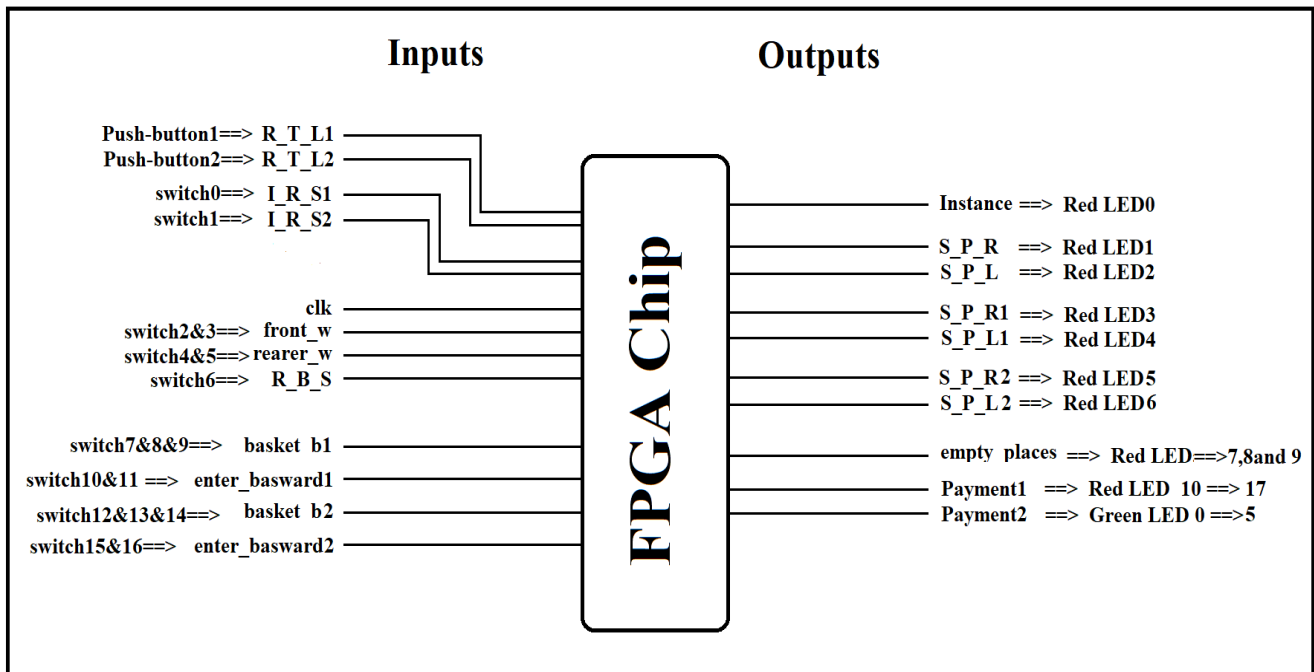 Inputs
Outputs
Push-button1==> R_T_L1
Push-button2==> R_T_L2
switch0==> I_R_S1
switch1==> I_R_S2
clk
switch2&3==> front_w
switch4&5==> rearer_w
switch6==> R_B_S
switch7&8&9==> basket b1
switch10&11 ==> enter_basward1
switch12&13&14==> basket b2
switch15&16==> enter_basward2
FPGA Chip
Instance ==> Red LED0
S_P_R ==> Red LED1
S_P_L ==> Red LED2
S_P_R1 ==> Red LED3
S_P_L1 ==> Red LED4
S_P_R2 ==> Red LED5
S_P_L2 ==> Red LED6
empty places ==> Red LED==>7,8and 9
Payment1 ==> Red LED 10 ==> 17
Payment2 ==> Green LED 0 ==>5